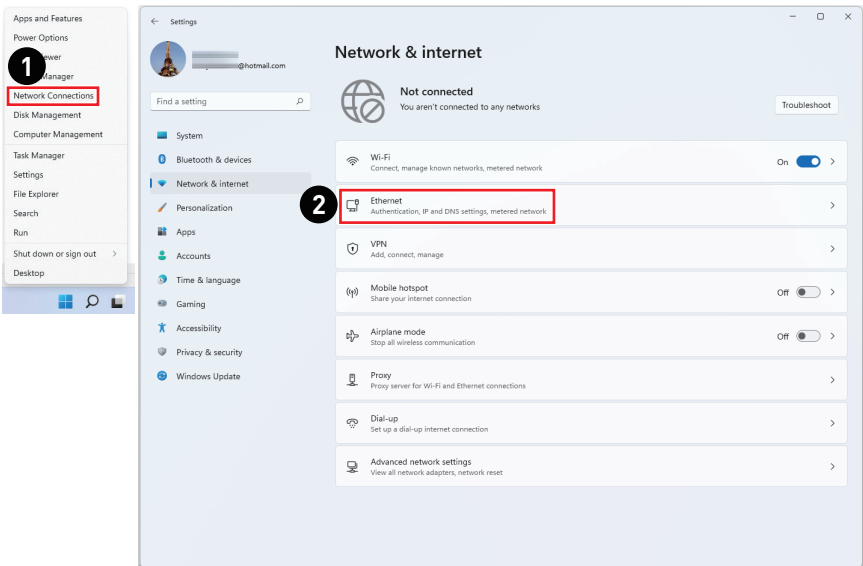 Apps and Features
Power Options
Network Connections
Disk Management
Computer Management
Task Manager
Settings
File Explorer
Search
Run
Shut down or sign out
Desktop
1
Manager
Settings
@hotmail.com
Find a setting
System
Bluetooth & devices
Network & internet
Personalization
Apps
Accounts
Time & language
Gaming
Accessibility
Privacy & security
Windows Update
Network & internet
Not connected
You aren't connected to any networks
Troubleshoot
Wi-Fi
Connect, manage known networks, metered network
On
2
Ethernet
Authentication, IP and DNS settings, metered network
VPN
Add, connect, manage
Mobile hotspot
Share your internet connection
Off
Airplane mode
Stop all wireless communication
Off
Proxy
Proxy server for Wi-Fi and Ethernet connections
Dial-up
Set up a dial-up internet connection
Advanced network settings
View all network adapters, network reset